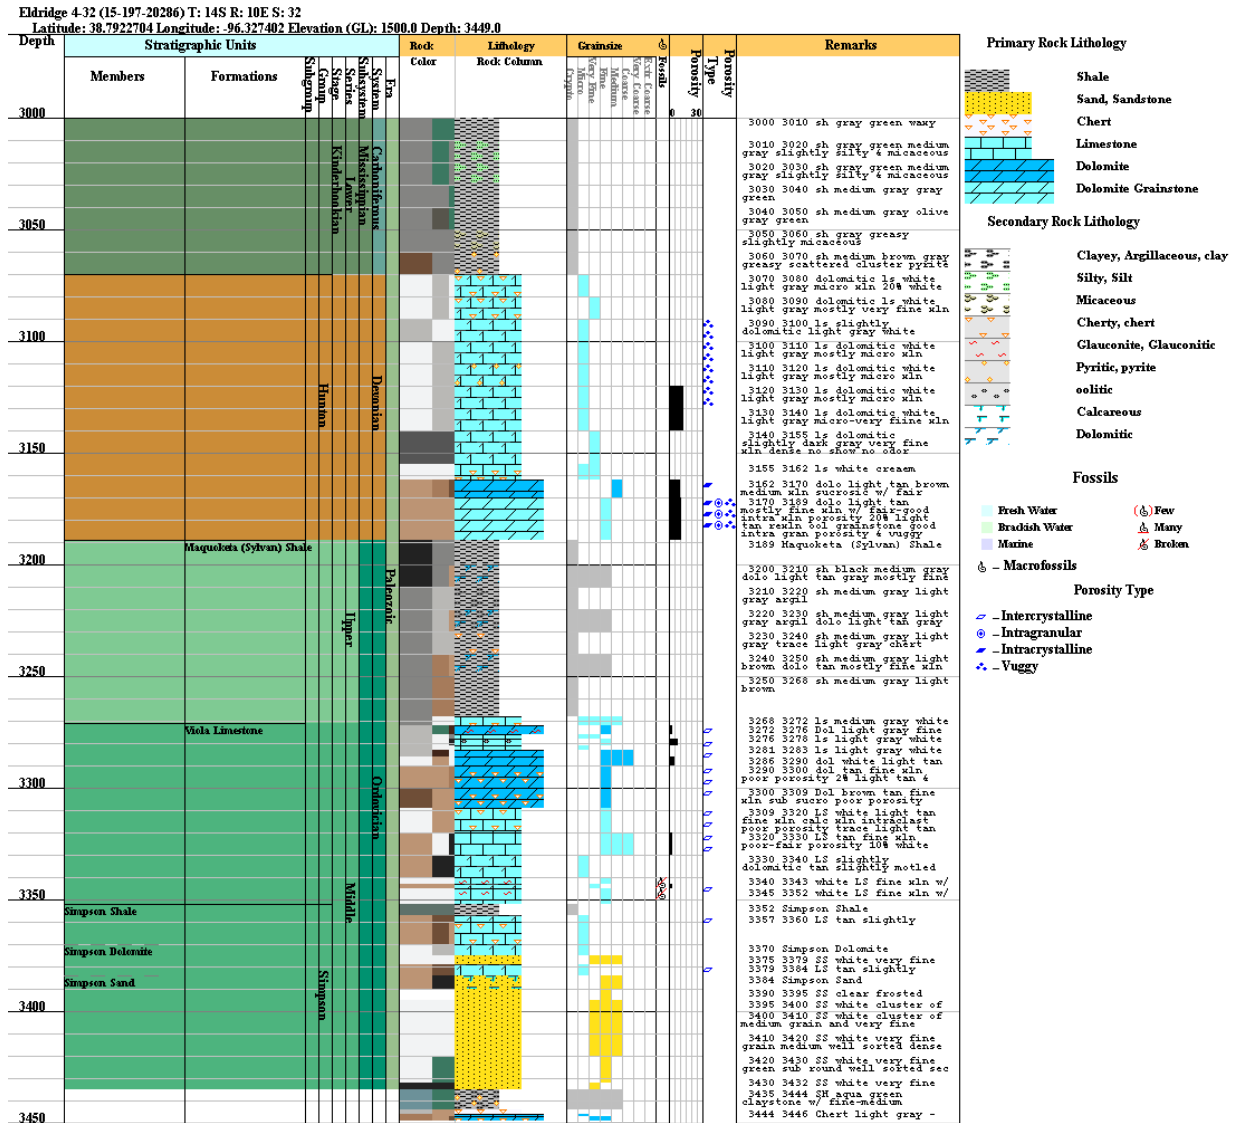 Eldridge 4-32 (15-197-20286) T: 14S R: 10E S: 32
Latitude: 38.7922704 Longitude: -96.327402 Elevation (GL): 1500.0 Depth: 3449.0
Depth
Stratigraphic Units
Rock
Lithology
Grainsize
Remarks
Members
Formations
Subgroup
Group
Stage
Series
Subsystem
System
Era
Color
Rock Column
Crypto
Micro
Very Fine
Fine
Medium
Coarse
Very Coarse
Extr Coarse
Fossils
Porosity
0 30
Porosity
Type
Porosity
3000
3050
3100
3150
3200
3250
3300
3350
3400
3450
Kinderhookian
Lower
Mississippian
Carboniferous
Hunton
Devonian
Maquoketa (Sylvan) Shale
Upper
Paleozoic
Viola Limestone
Ordovician
Middle
Simpson Shale
Simpson Dolomite
Simpson Sand
Simpson
3000 3010 sh gray green waxy
3010 3020 sh gray green medium
gray slightly silty & micaceous
3020 3030 sh gray green medium
gray slightly silty & micaceous
3030 3040 sh medium gray gray
green
3040 3050 sh medium gray olive
gray green
3050 3060 sh gray greasy
slightly micaceous
3060 3070 sh medium brown gray
greasy scattered cluster pyrite
3070 3080 dolomitic ls white
light gray micro xln 20% white
3080 3090 dolomitic ls white
light gray mostly very fine xln
3090 3100 ls slightly
dolomitic light gray white
3100 3110 ls dolomitic white
light gray mostly micro xln
3110 3120 ls dolomitic white
light gray mostly micro xln
3120 3130 ls dolomitic white
light gray mostly micro xln
3130 3140 ls dolomitic white
light gray micro-very fiine xln
3140 3155 ls dolomitic
slightly dark gray very fine
xln dense no show no odor
3155 3162 ls white creaem
3162 3170 dolo light tan brown
medium xln sucrosic w/ fair
3170 3189 dolo light tan
mostly fine xln w/ fair-good
intra xln porosity 20% light
tan rexln ool grainstone good
intra gran porosity & vuggy
3189 Maquoketa (Sylvan) Shale
3200 3210 sh black medium gray
dolo light tan gray mostly fine
3210 3220 sh medium gray light
gray argil
3220 3230 sh medium gray light
gray argil dolo light tan gray
3230 3240 sh medium gray light
gray trace light gray chert
3240 3250 sh medium gray light
brown dolo tan mostly fine xln
3250 3268 sh medium gray light
brown
3268 3272 ls medium gray white
3272 3276 Dol light gray fine
3276 3278 ls light gray white
3281 3283 ls light gray white
3286 3290 dol white light tan
3290 3300 dol tan fine xln
poor porosity 2% light tan &
3300 3309 Dol brown tan fine
xln sub sucro poor porosity
3309 3320 LS white light tan
fine xln calc xln intraclast
poor porosity trace light tan
3320 3330 LS tan fine xln
poor-fair porosity 10% white
3330 3340 LS slightly
dolomitic tan slightly motled
3340 3343 white LS fine xln w/
3345 3352 white LS fine xln w/
3352 Simpson Shale
3357 3360 LS tan slightly
3370 Simpson Dolomite
3375 3379 SS white very fine
3379 3384 LS tan slightly
3384 Simpson Sand
3390 3395 SS clear frosted
3395 3400 SS white cluster of
3400 3410 SS white cluster of
medium grain and very fine
3410 3420 SS white very fine
grain medium well sorted dense
3420 3430 SS white very fine
green sub round well sorted sec
3430 3432 SS white very fine
3435 3444 SH aqua green
claystone w/ fine-medium
3444 3446 Chert light gray -
Primary Rock Lithology
Shale
Sand, Sandstone
Chert
Limestone
Dolomite
Dolomite Grainstone
Secondary Rock Lithology
Clayey, Argillaceous, clay
Silty, Silt
Micaceous
Cherty, chert
Glauconite, Glauconitic
Pyritic, pyrite
oolitic
Calcareous
Dolomitic
Fossils
Fresh Water
Brackish Water
Marine
Few
Many
Broken
– Macrofossils
Porosity Type
– Intercrystalline
– Intragranular
– Intracrystalline
– Vuggy